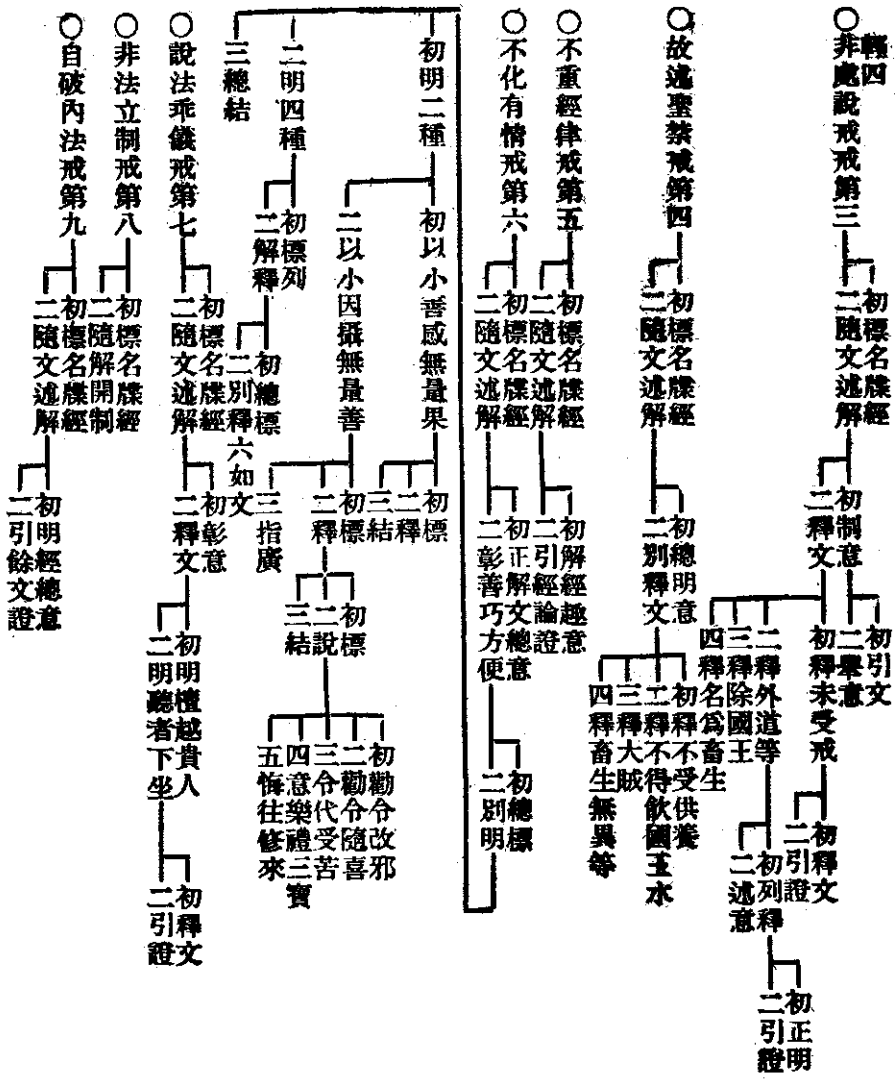 輕四
○非處說戒戒第三
初標名牒經
二隨文述解
初制意
初引文
二舉意
二釋文
初釋未受戒
初釋文
二引證
二釋外道等
初列釋
初正明
二引證
二述意
三釋除國王
四釋名為畜生
○故違聖禁戒第四
初標名牒經
二隨文述解
初總明意
二別釋文
初釋不受供養
二釋不得飲國王水
三釋大賊
四釋畜生無異等
○不重經律戒第五
初標名牒經
二隨文述解
初解經趣意
二引經論證
○不化有情戒第六
初標名牒經
二隨文述解
初正解文總意
二彰善巧方便
初總標
二別明
初明二種
初以小善感無量果
初標
二釋
三結
二以小因攝無量善
初標
二釋
初標
二說
初勸令改邪
二勸令隨喜
三令代受苦
四意樂禮三寶
五悔往修來
三結
三指廣
二明四種
初標列
二解釋
初總標
二別釋六如文
三總結
○說法乖儀戒第七
初標名牒經
二隨文述解
初彰意
二釋文
初明檀越貴人
二明聽者下坐
初釋文
二引證
○非法立制戒第八
初標名牒經
二隨解開制
○自破內法戒第九
初標名牒經
二隨文述解
初明經總意
二引餘文證